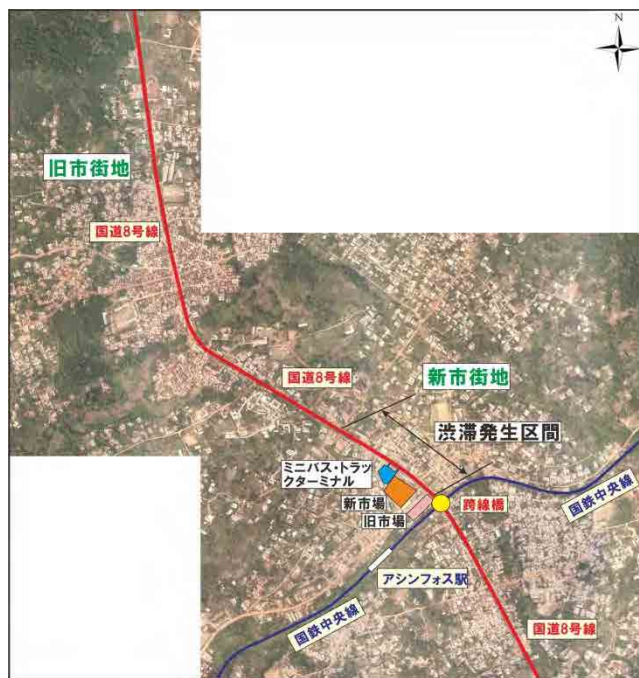 N
旧市街地
国道8号線
国道8号線
新市街地
渋滞発生区間
ミニバス・トラッ
クターミナル
新市場
旧市場
跨線橋
国鉄中央線
アシンフォス駅
国鉄中央線
国道8号線